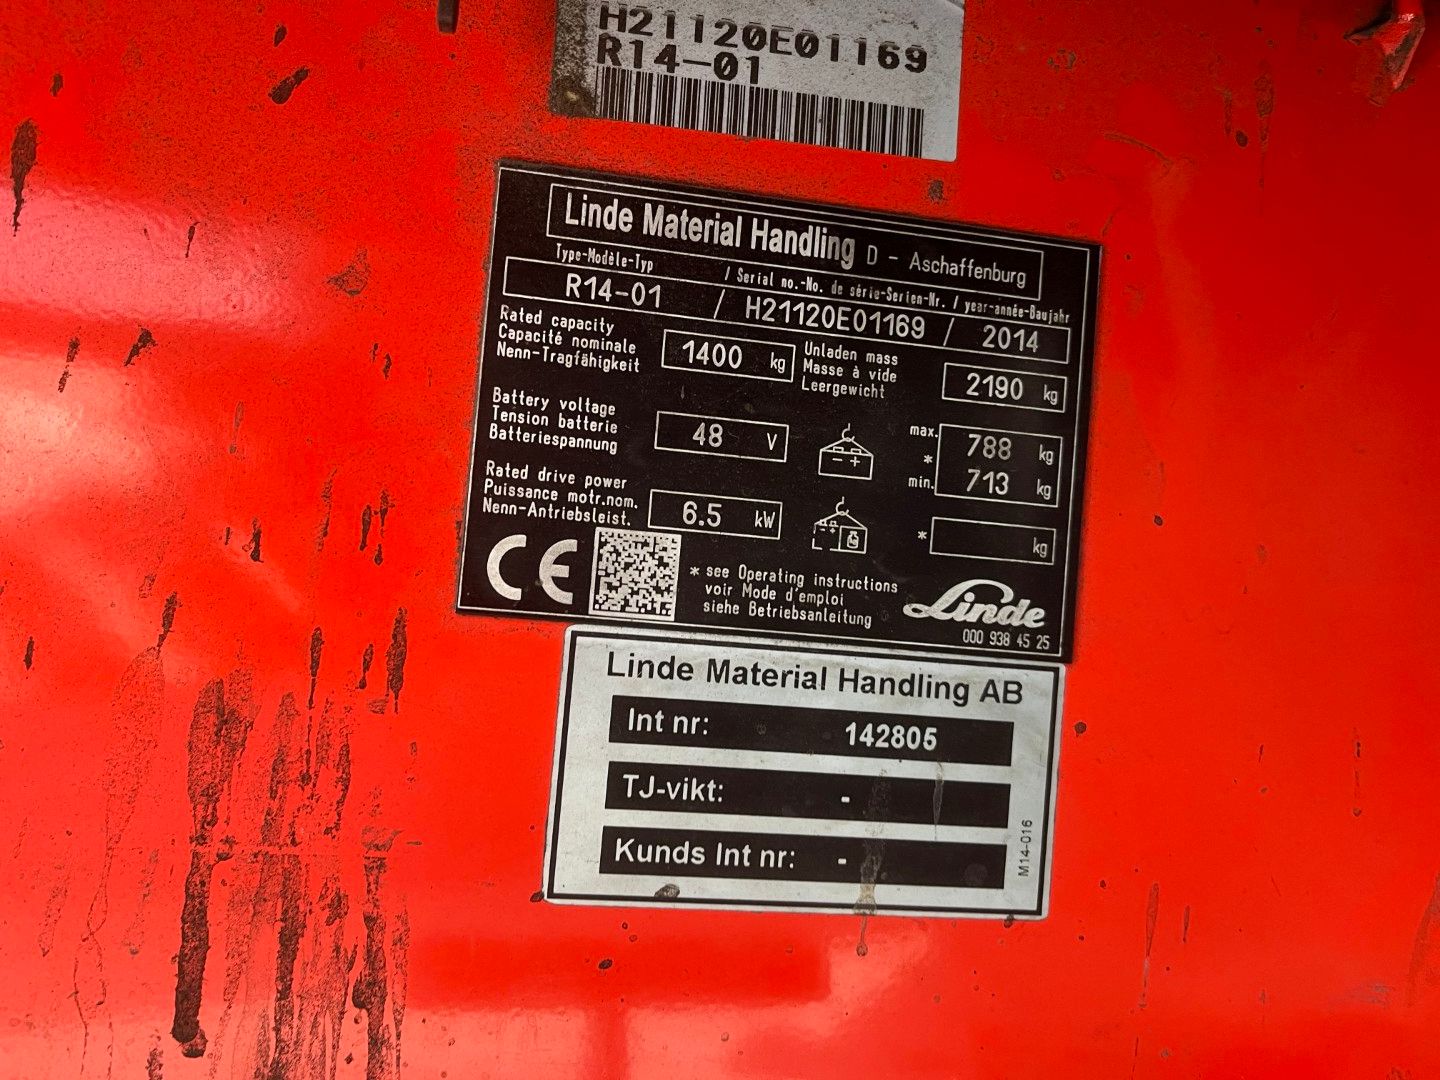 H21120E01169
R14-01
Linde Material Handling D - Aschaffenburg
Type-Modèle-Typ / Serial no.-No. de série-Serien-Nr. / year-année-Baujahr
R14-01 / H21120E01169 / 2014
Rated capacity
Capacité nominale
Nenn-Tragfähigkeit
1400 kg
Unladen mass
Masse à vide
Leergewicht
2190 kg
Battery voltage
Tension batterie
Batteriespannung
48 V
- +
max. 788 kg
*
min. 713 kg
Rated drive power
Puissance motr.nom.
Nenn-Antriebsleist.
6.5 kW
* kg
CE
* see Operating instructions
voir Mode d'emploi
siehe Betriebsanleitung
Linde
000 938 45 25
Linde Material Handling AB
Int nr: 142805
TJ-vikt: -
Kunds Int nr: -
M14-016